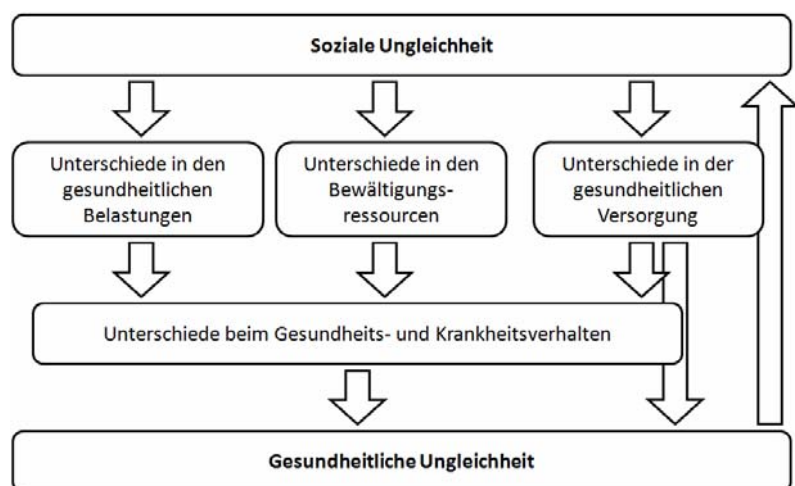 Soziale Ungleichheit
Unterschiede in den
gesundheitlichen
Belastungen
Unterschiede in den
Bewältigungs-
ressourcen
Unterschiede in der
gesundheitlichen
Versorgung
Unterschiede beim Gesundheits- und Krankheitsverhalten
Gesundheitliche Ungleichheit